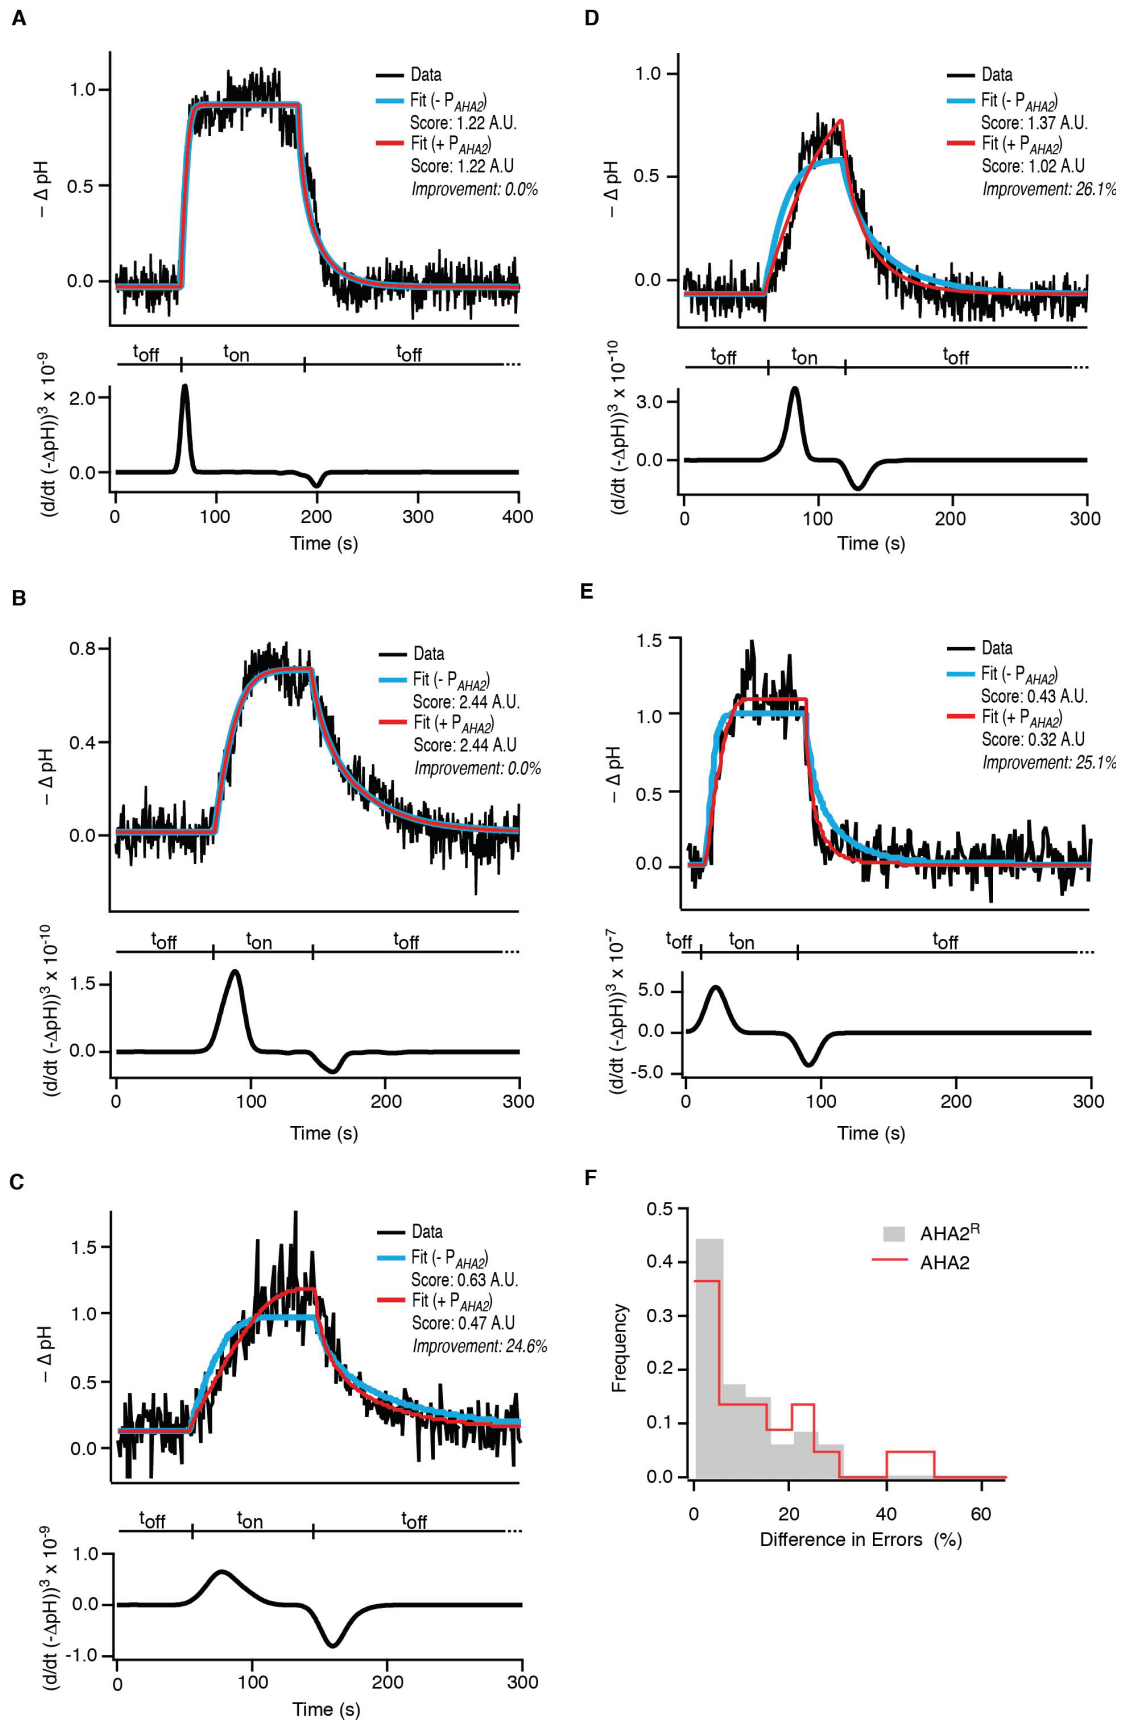 A
− Δ pH
1.0
0.5
0.0
Data
Fit (- PAHA2)
Score: 1.22 A.U.
Fit (+ PAHA2)
Score: 1.22 A.U
Improvement: 0.0%
toff ton toff
(d/dt (-ΔpH))³ x 10-9
2.0
0.0
0 100 200 300 400
Time (s)
B
− Δ pH
0.8
0.4
0.0
Data
Fit (- PAHA2)
Score: 2.44 A.U.
Fit (+ PAHA2)
Score: 2.44 A.U
Improvement: 0.0%
toff ton toff
(d/dt (-ΔpH))³ x 10-10
1.5
0.0
0 100 200 300
Time (s)
C
− Δ pH
1.5
1.0
0.5
0.0
Data
Fit (- PAHA2)
Score: 0.63 A.U.
Fit (+ PAHA2)
Score: 0.47 A.U
Improvement: 24.6%
toff ton toff
(d/dt (-ΔpH))³ x 10-9
1.0
0.0
-1.0
0 100 200 300
Time (s)
D
− Δ pH
1.0
0.5
0.0
Data
Fit (- PAHA2)
Score: 1.37 A.U.
Fit (+ PAHA2)
Score: 1.02 A.U
Improvement: 26.1%
toff ton toff
(d/dt (-ΔpH))³ x 10-10
3.0
0.0
0 100 200 300
Time (s)
E
− Δ pH
1.5
1.0
0.5
0.0
Data
Fit (- PAHA2)
Score: 0.43 A.U.
Fit (+ PAHA2)
Score: 0.32 A.U
Improvement: 25.1%
toff ton toff
(d/dt (-ΔpH))³ x 10-7
5.0
0.0
-5.0
0 100 200 300
Time (s)
F
Frequency
0.5
0.4
0.3
0.2
0.1
0.0
AHA2R
AHA2
0 20 40 60
Difference in Errors (%)